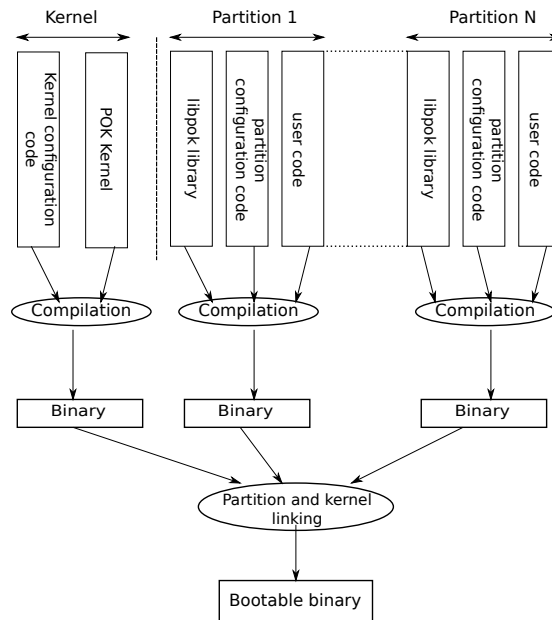 Kernel
Partition 1
Partition N
Kernel configuration
code
POK Kernel
libpok library
partition
configuration code
user code
libpok library
partition
configuration code
user code
Compilation
Compilation
Compilation
Binary
Binary
Binary
Partition and kernel
linking
Bootable binary